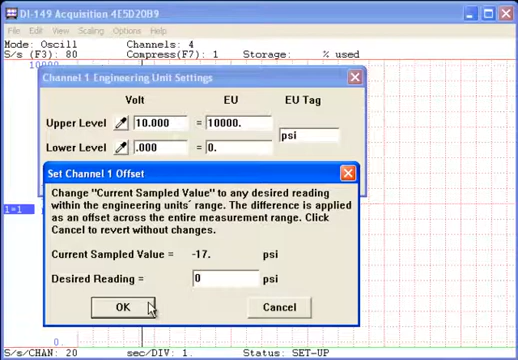 DI-149 Acquisition 4E5D20B9
File Edit View Scaling Options Help
Mode: Oscill Channels: 4
S/s (F3): 80 Compress(F7): 1 Storage: % used
10000
Channel 1 Engineering Unit Settings
Volt EU EU Tag
Upper Level 10.000 = 10000. psi
Lower Level .000 = 0.
Set Channel 1 Offset
Change "Current Sampled Value" to any desired reading
within the engineering units' range. The difference is applied
as an offset across the entire measurement range. Click
Cancel to revert without changes.
1=1
Current Sampled Value = -17. psi
Desired Reading = 0 psi
OK Cancel
0.
S/s/CHAN: 20 sec/DIV: 1. Status: SET-UP